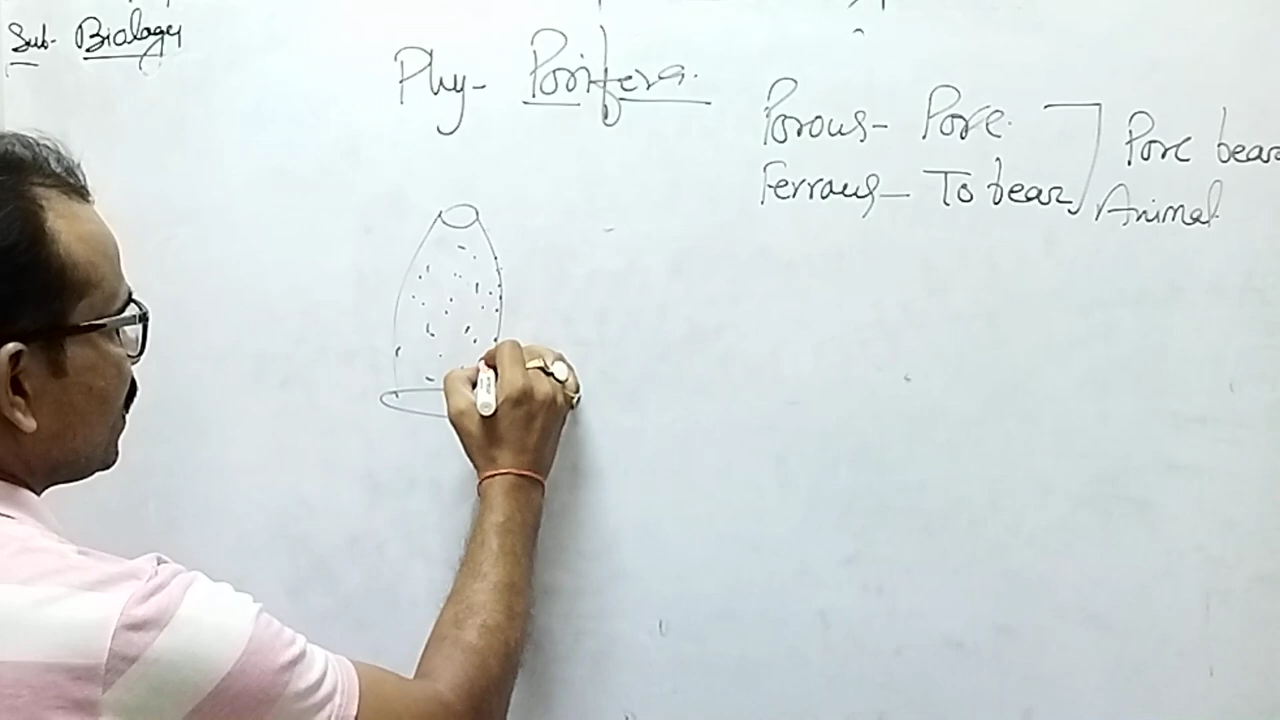 Sub- Biology
Phy- Porifera.
Porous- Pore.
Ferrous- To bear
Pore bear
Animal.